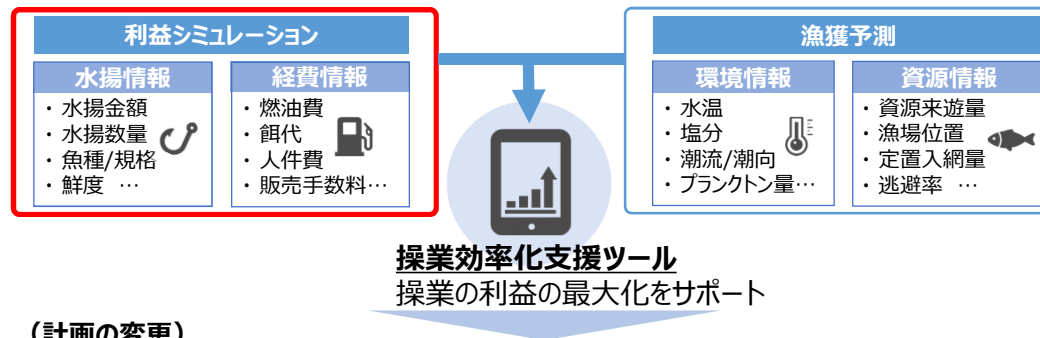 利益シミュレーション
水揚情報
・水揚金額
・水揚数量
・魚種/規格
・鮮度 …
経費情報
・燃油費
・餌代
・人件費
・販売手数料…
漁獲予測
環境情報
・水温
・塩分
・潮流/潮向
・プランクトン量…
資源情報
・資源来遊量
・漁場位置
・定置入網量
・逃避率 …
操業効率化支援ツール
操業の利益の最大化をサポート
（計画の変更）